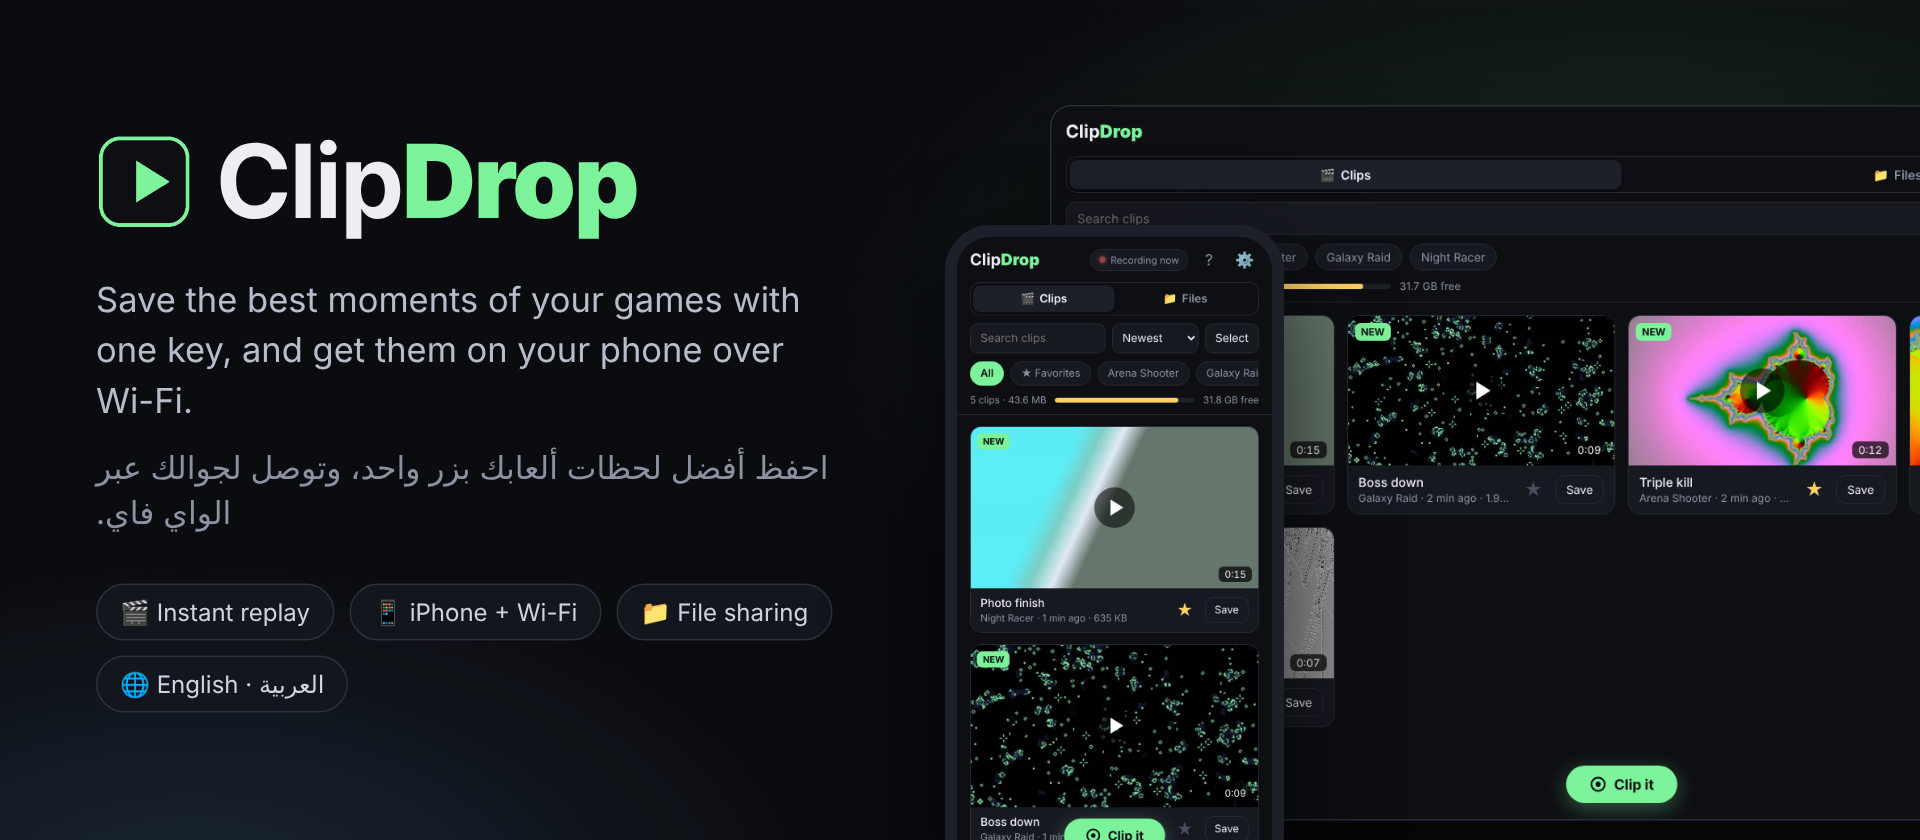 ClipDrop
Save the best moments of your games with
one key, and get them on your phone over
Wi-Fi.
احفظ أفضل لحظات ألعابك بزر واحد، وتوصل لجوالك عبر
الواي فاي.
🎬 Instant replay
📱 iPhone + Wi-Fi
📁 File sharing
🌐 English · العربية
ClipDrop
Recording now
?
🎬 Clips
📁 Files
Search clips
Newest
Select
All
★ Favorites
Arena Shooter
Galaxy Rai
5 clips · 43.6 MB
31.8 GB free
NEW
0:15
Photo finish
Night Racer · 1 min ago · 635 KB
★
Save
NEW
0:09
Boss down
Galaxy Raid · 1 min
Clip it
★
Save
ClipDrop
🎬 Clips
📁 Files
Search clips
Galaxy Raid
Night Racer
31.7 GB free
0:15
Save
NEW
0:09
Boss down
Galaxy Raid · 2 min ago · 1.9...
★
Save
NEW
0:12
Triple kill
Arena Shooter · 2 min ago · ...
★
Save
0:07
Save
Clip it